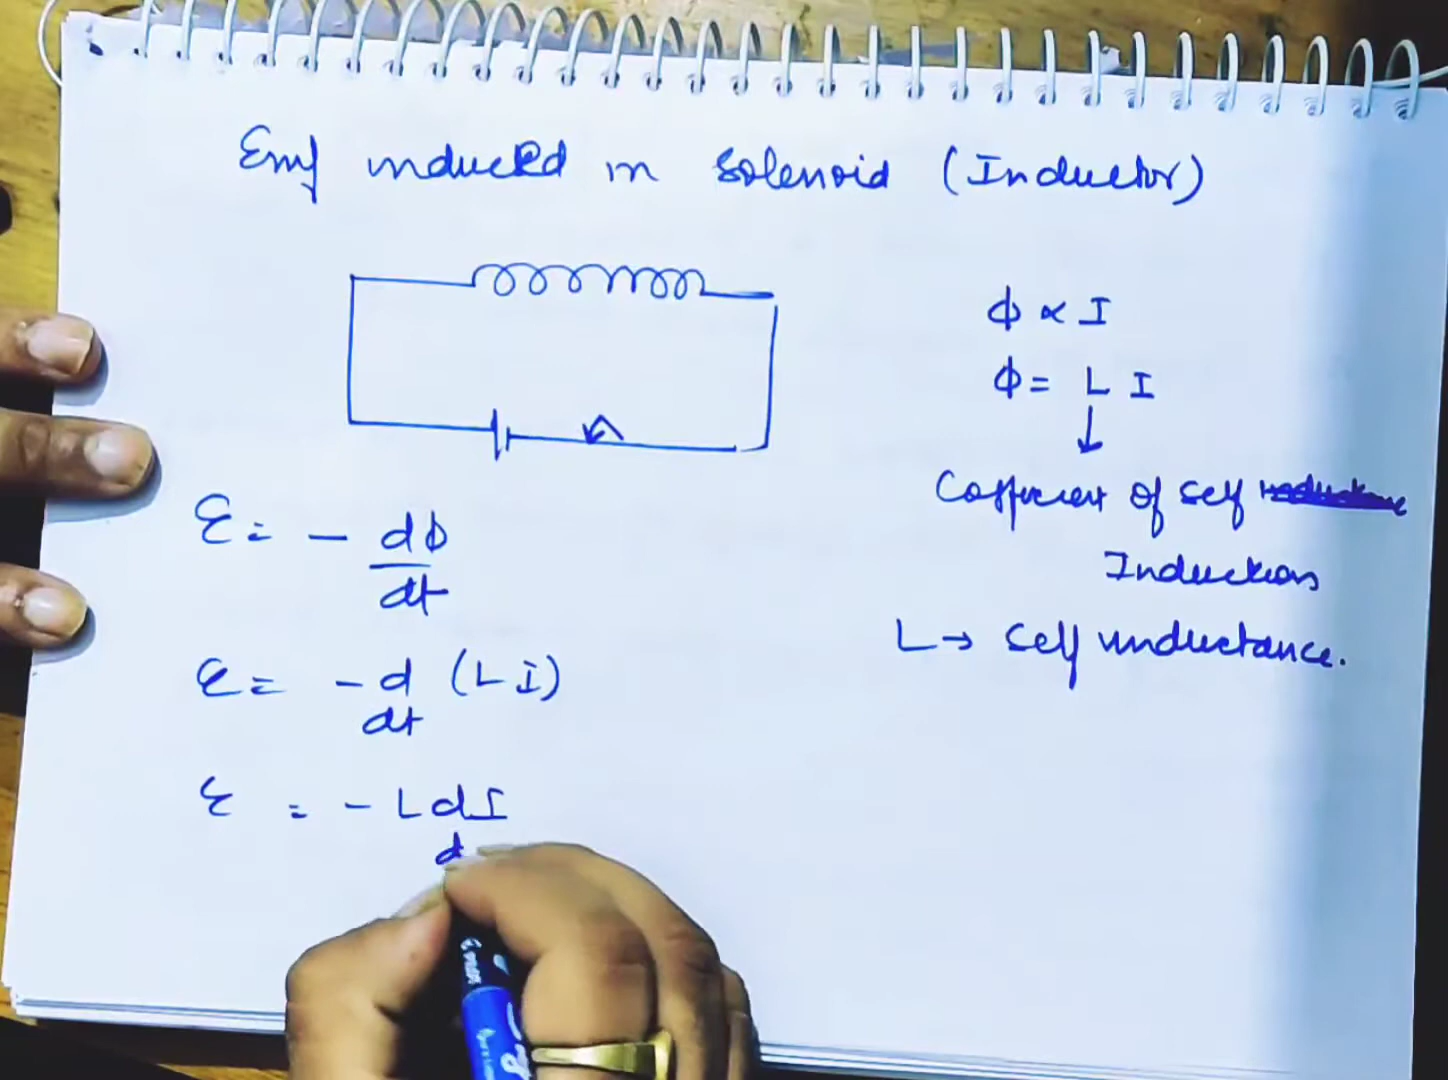 Emf induced in Solenoid (Inductor)
ϕ ∝ I
ϕ = L I
↓
Coefficient of self
Induction
L → Self inductance.
ε = - dϕ/dt
ε = - d/dt (L I)
ε = - L dI/d